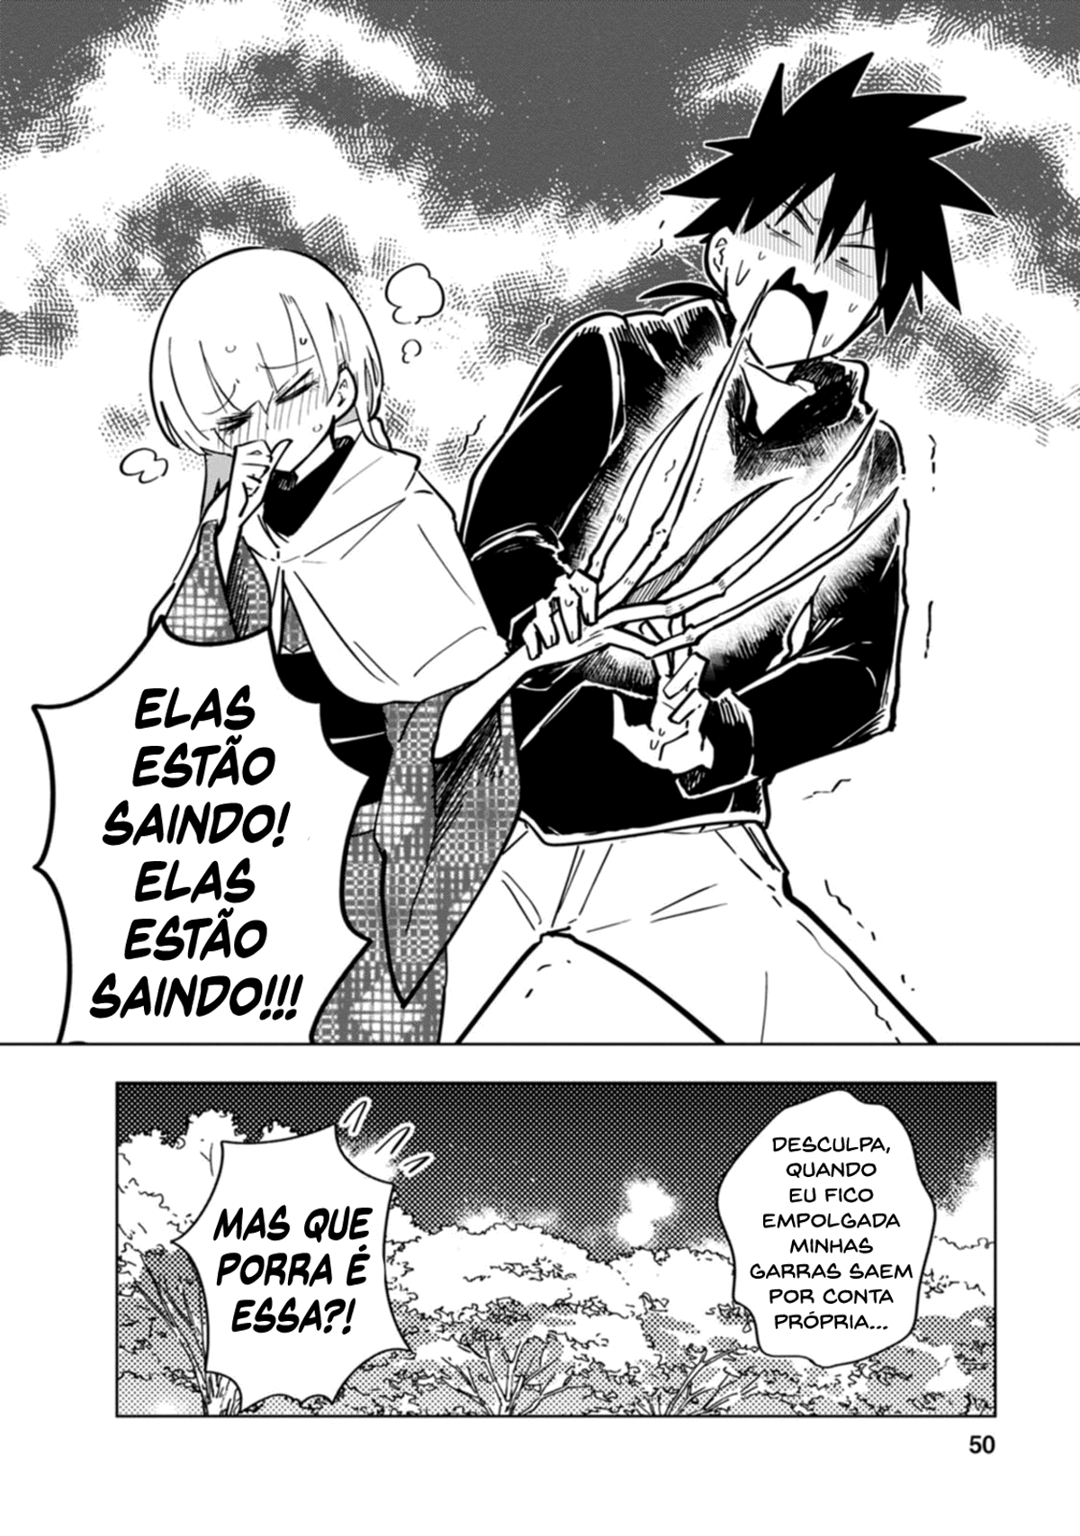 ELAS
ESTÃO
SAINDO!
ELAS
ESTÃO
SAINDO!!!
DESCULPA,
QUANDO
EU FICO
EMPOLGADA
MINHAS
GARRAS SAEM
POR CONTA
PRÓPRIA...
MAS QUE
PORRA É
ESSA?!
50